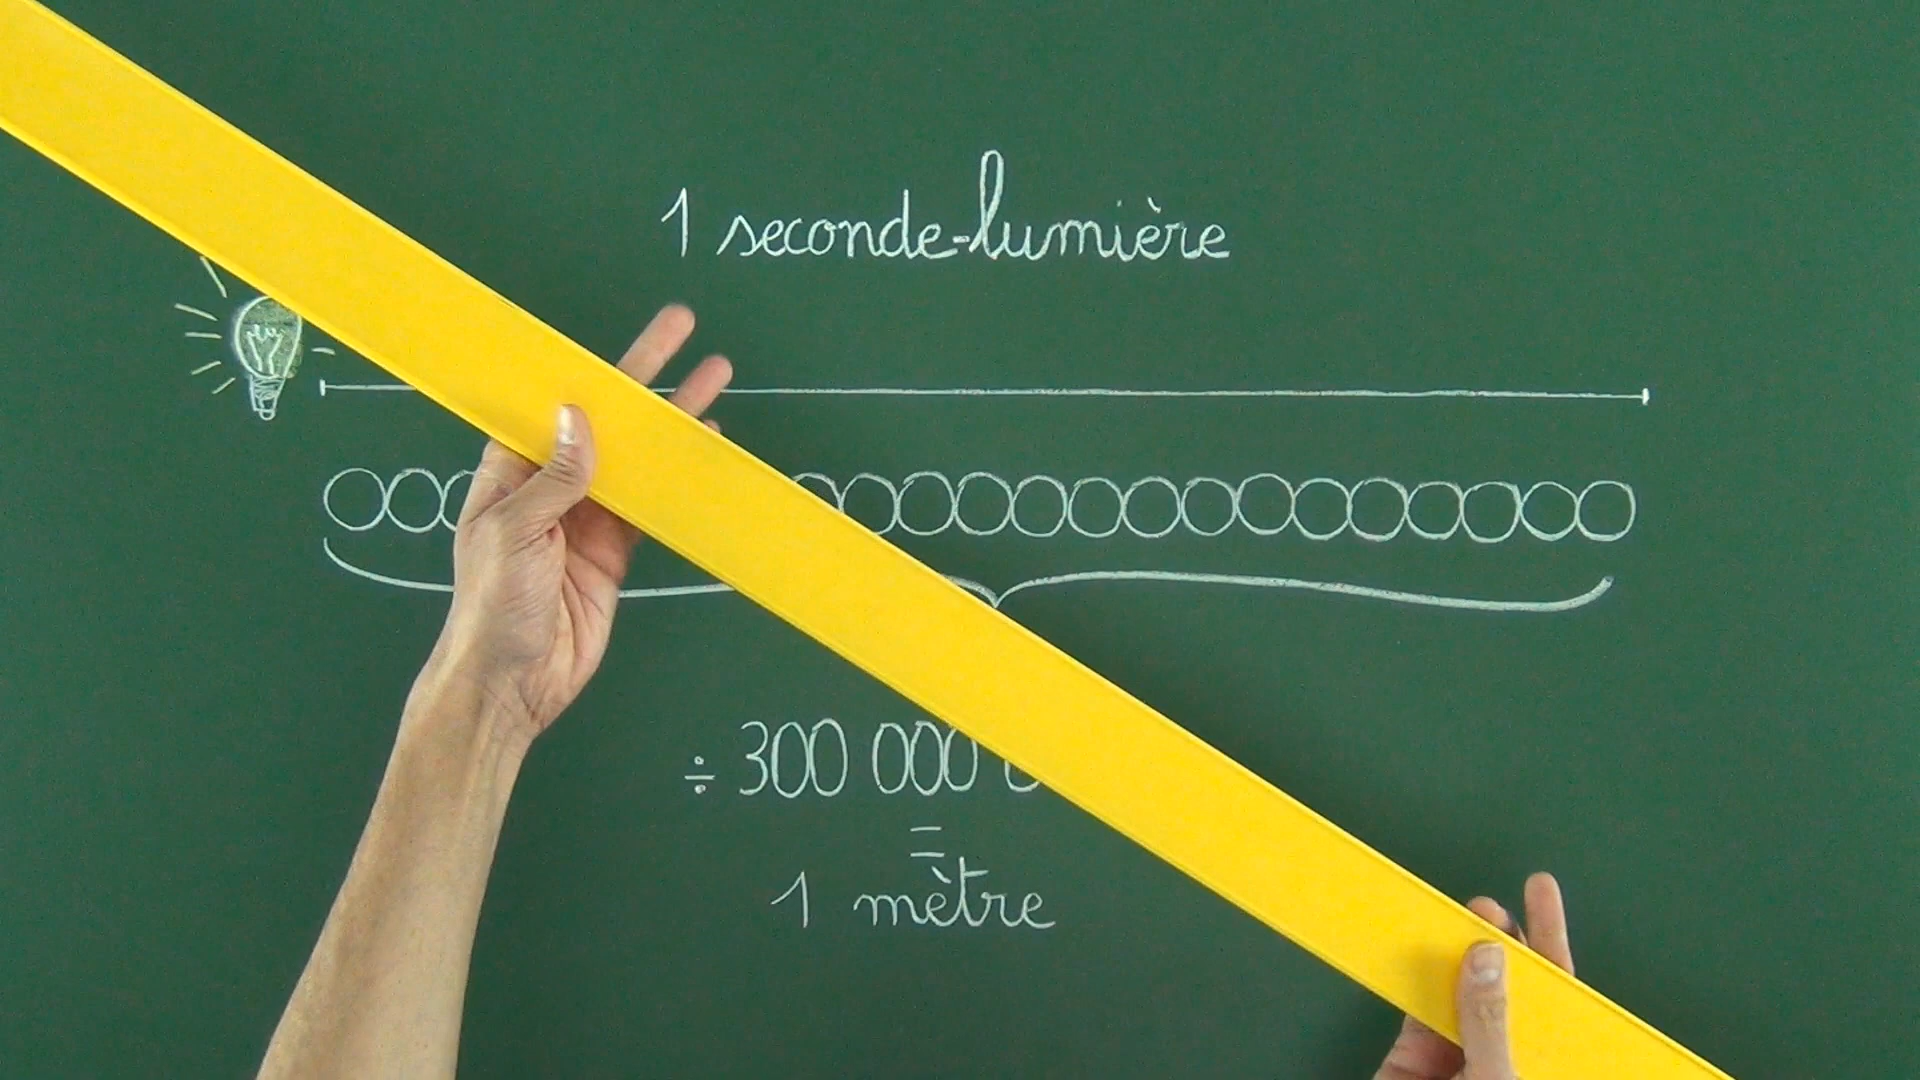 1 seconde-lumière
÷ 300 000
=
1 mètre